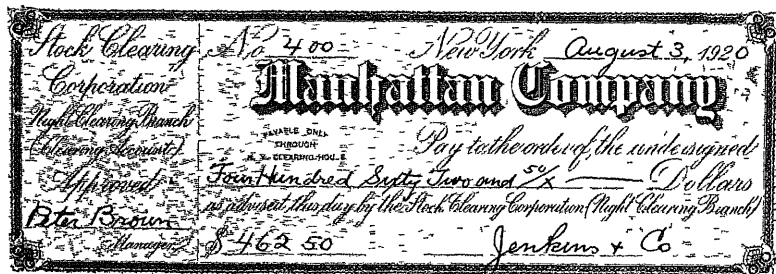 Stock Clearing
Corporation
Night Clearing Branch
(Clearing Account)
Approved
Peter Brown
Manager
No 400 New York August 3, 1920
Manhattan Company
PAYABLE ONLY
THROUGH
N. Y. CLEARING HOUSE
Pay to the order of the undersigned
Four Hundred Sixty Two and 50/x Dollars
as advised this day by the Stock Clearing Corporation (Night Clearing Branch)
$ 462 50 Jenkins & Co